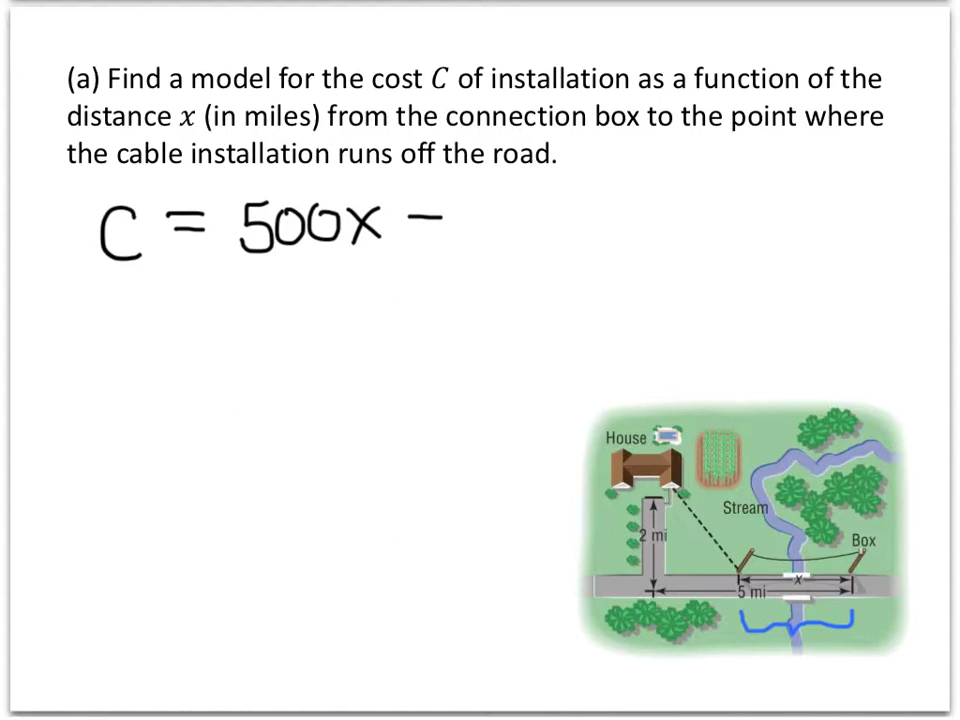 (a) Find a model for the cost C of installation as a function of the
distance x (in miles) from the connection box to the point where
the cable installation runs off the road.
C = 500x –
House
Stream
2 mi
Box
x
5 mi